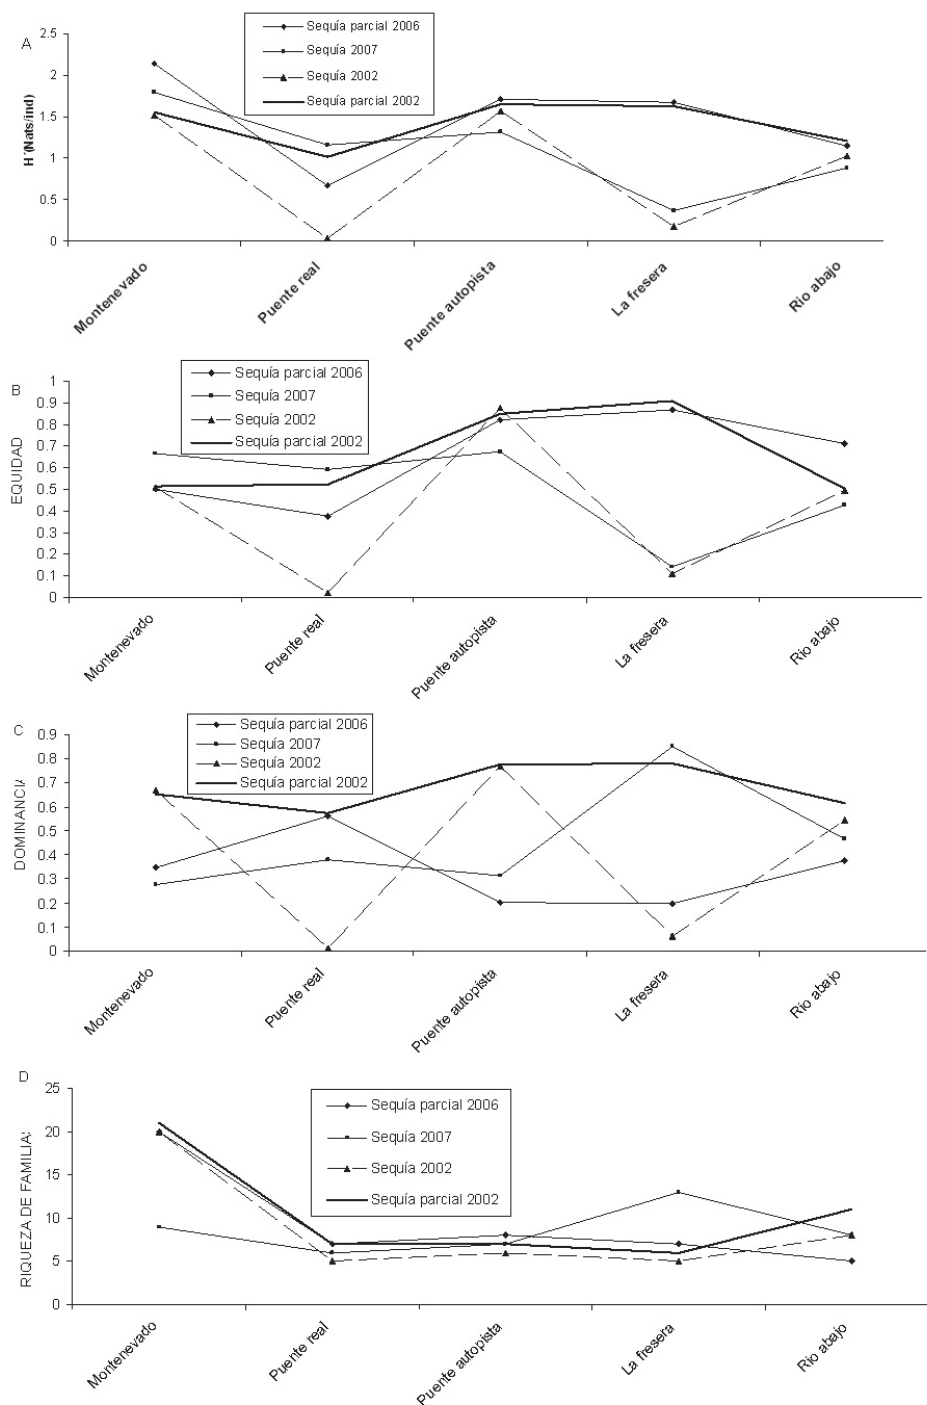 A
Sequía parcial 2006
Sequía 2007
Sequía 2002
Sequía parcial 2002
H'(Nats/ind)
2.5
2
1.5
1
0.5
0
Montenevado
Puente real
Puente autopista
La fresera
Rio abajo
B
Sequía parcial 2006
Sequía 2007
Sequía 2002
Sequía parcial 2002
EQUIDAD
1
0.9
0.8
0.7
0.6
0.5
0.4
0.3
0.2
0.1
0
Montenevado
Puente real
Puente autopista
La fresera
Rio abajo
C
Sequía parcial 2006
Sequía 2007
Sequía 2002
Sequía parcial 2002
DOMINANCIA
0.9
0.8
0.7
0.6
0.5
0.4
0.3
0.2
0.1
0
Montenevado
Puente real
Puente autopista
La fresera
Rio abajo
D
Sequía parcial 2006
Sequía 2007
Sequía 2002
Sequía parcial 2002
RIQUEZA DE FAMILIAS
25
20
15
10
5
0
Montenevado
Puente real
Puente autopista
La fresera
Rio abajo